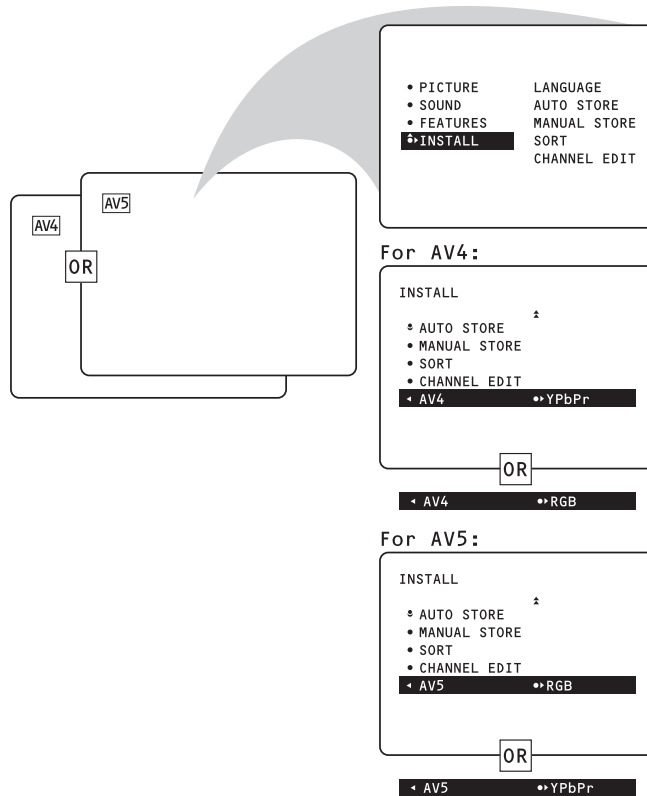 AV4
OR
AV5
• PICTURE LANGUAGE
• SOUND AUTO STORE
• FEATURES MANUAL STORE
INSTALL SORT
CHANNEL EDIT
For AV4:
INSTALL
AUTO STORE
• MANUAL STORE
• SORT
• CHANNEL EDIT
AV4 YPbPr
OR
AV4 RGB
For AV5:
INSTALL
AUTO STORE
• MANUAL STORE
• SORT
• CHANNEL EDIT
AV5 RGB
OR
AV5 YPbPr